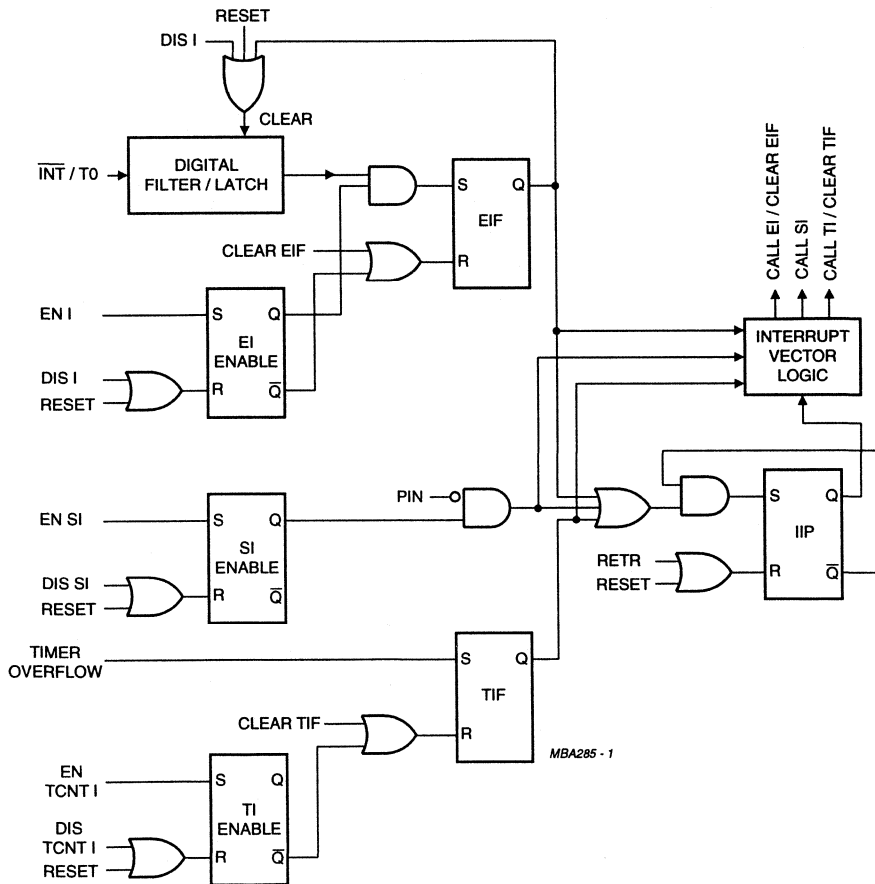 RESET
DIS I
CLEAR
INT / T0
DIGITAL
FILTER / LATCH
S
Q
EIF
R
CLEAR EIF
CALL EI / CLEAR EIF
CALL SI
CALL TI / CLEAR TIF
EN I
S
Q
EI
ENABLE
R
Q
DIS I
RESET
INTERRUPT
VECTOR
LOGIC
PIN
EN SI
S
Q
SI
ENABLE
R
Q
DIS SI
RESET
S
Q
IIP
R
Q
RETR
RESET
TIMER
OVERFLOW
S
Q
TIF
R
CLEAR TIF
MBA285 - 1
EN
TCNT I
S
Q
TI
ENABLE
R
Q
DIS
TCNT I
RESET